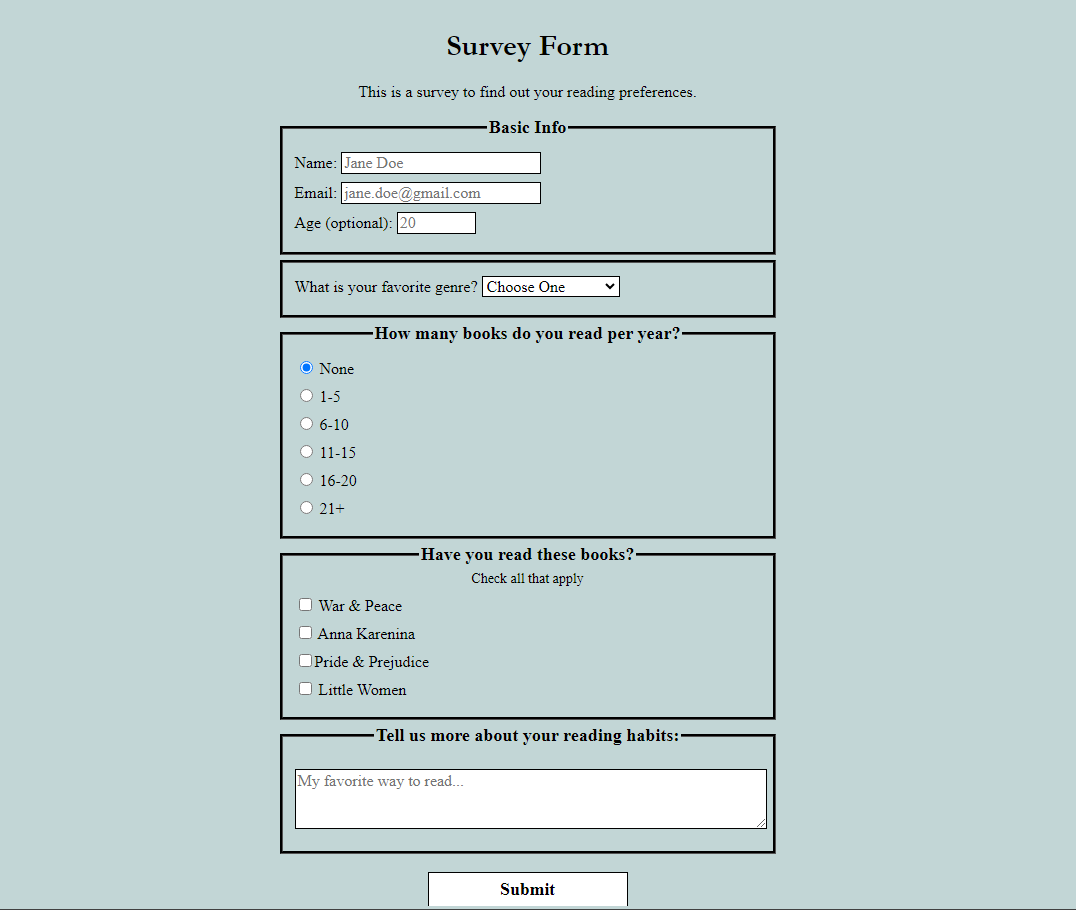 Survey Form
This is a survey to find out your reading preferences.
Basic Info
Name: Jane Doe
Email: jane.doe@gmail.com
Age (optional): 20
What is your favorite genre? Choose One
How many books do you read per year?
None
1-5
6-10
11-15
16-20
21+
Have you read these books?
Check all that apply
War & Peace
Anna Karenina
Pride & Prejudice
Little Women
Tell us more about your reading habits:
My favorite way to read...
Submit